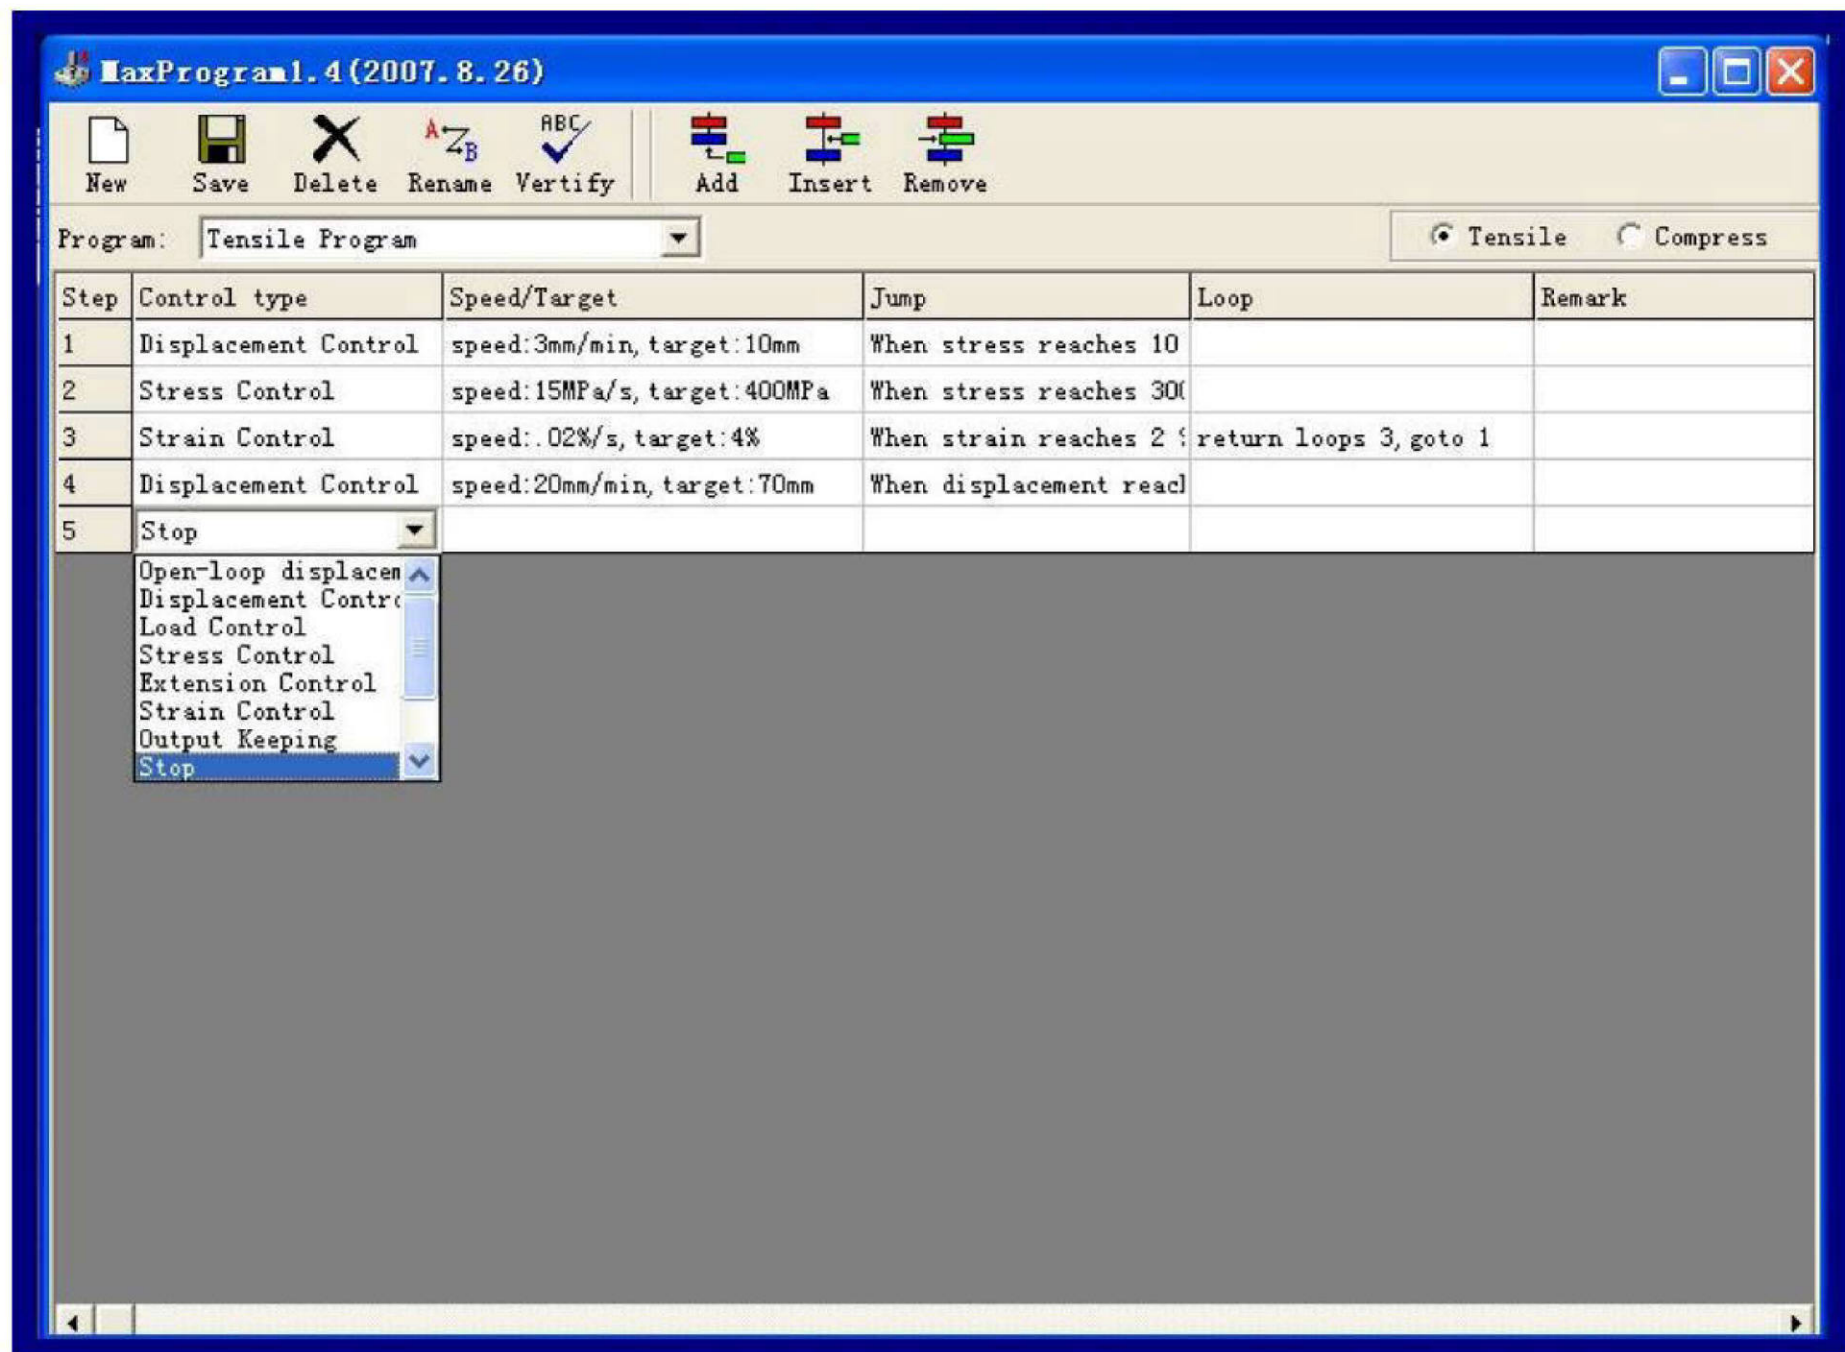 MaxProgram1.4(2007.8.26)
ABC
A Z B
New Save Delete Rename Vertify Add Insert Remove
Program: Tensile Program Tensile Compress
Step Control type Speed/Target Jump Loop Remark
1 Displacement Control speed:3mm/min, target:10mm When stress reaches 10
2 Stress Control speed:15MPa/s, target:400MPa When stress reaches 300
3 Strain Control speed:.02%/s, target:4% When strain reaches 2 return loops 3, goto 1
4 Displacement Control speed:20mm/min, target:70mm When displacement reac
5 Stop
Open-loop displacem
Displacement Contro
Load Control
Stress Control
Extension Control
Strain Control
Output Keeping
Stop